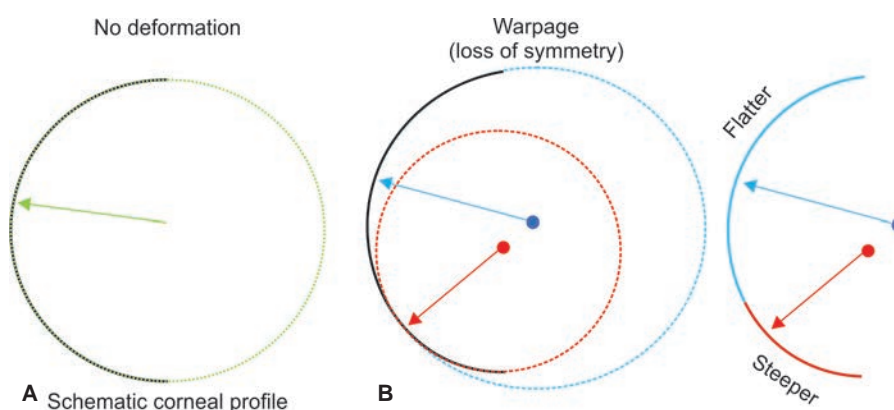 No deformation
Warpage
(loss of symmetry)
Flatter
Steeper
A
Schematic corneal profile
B